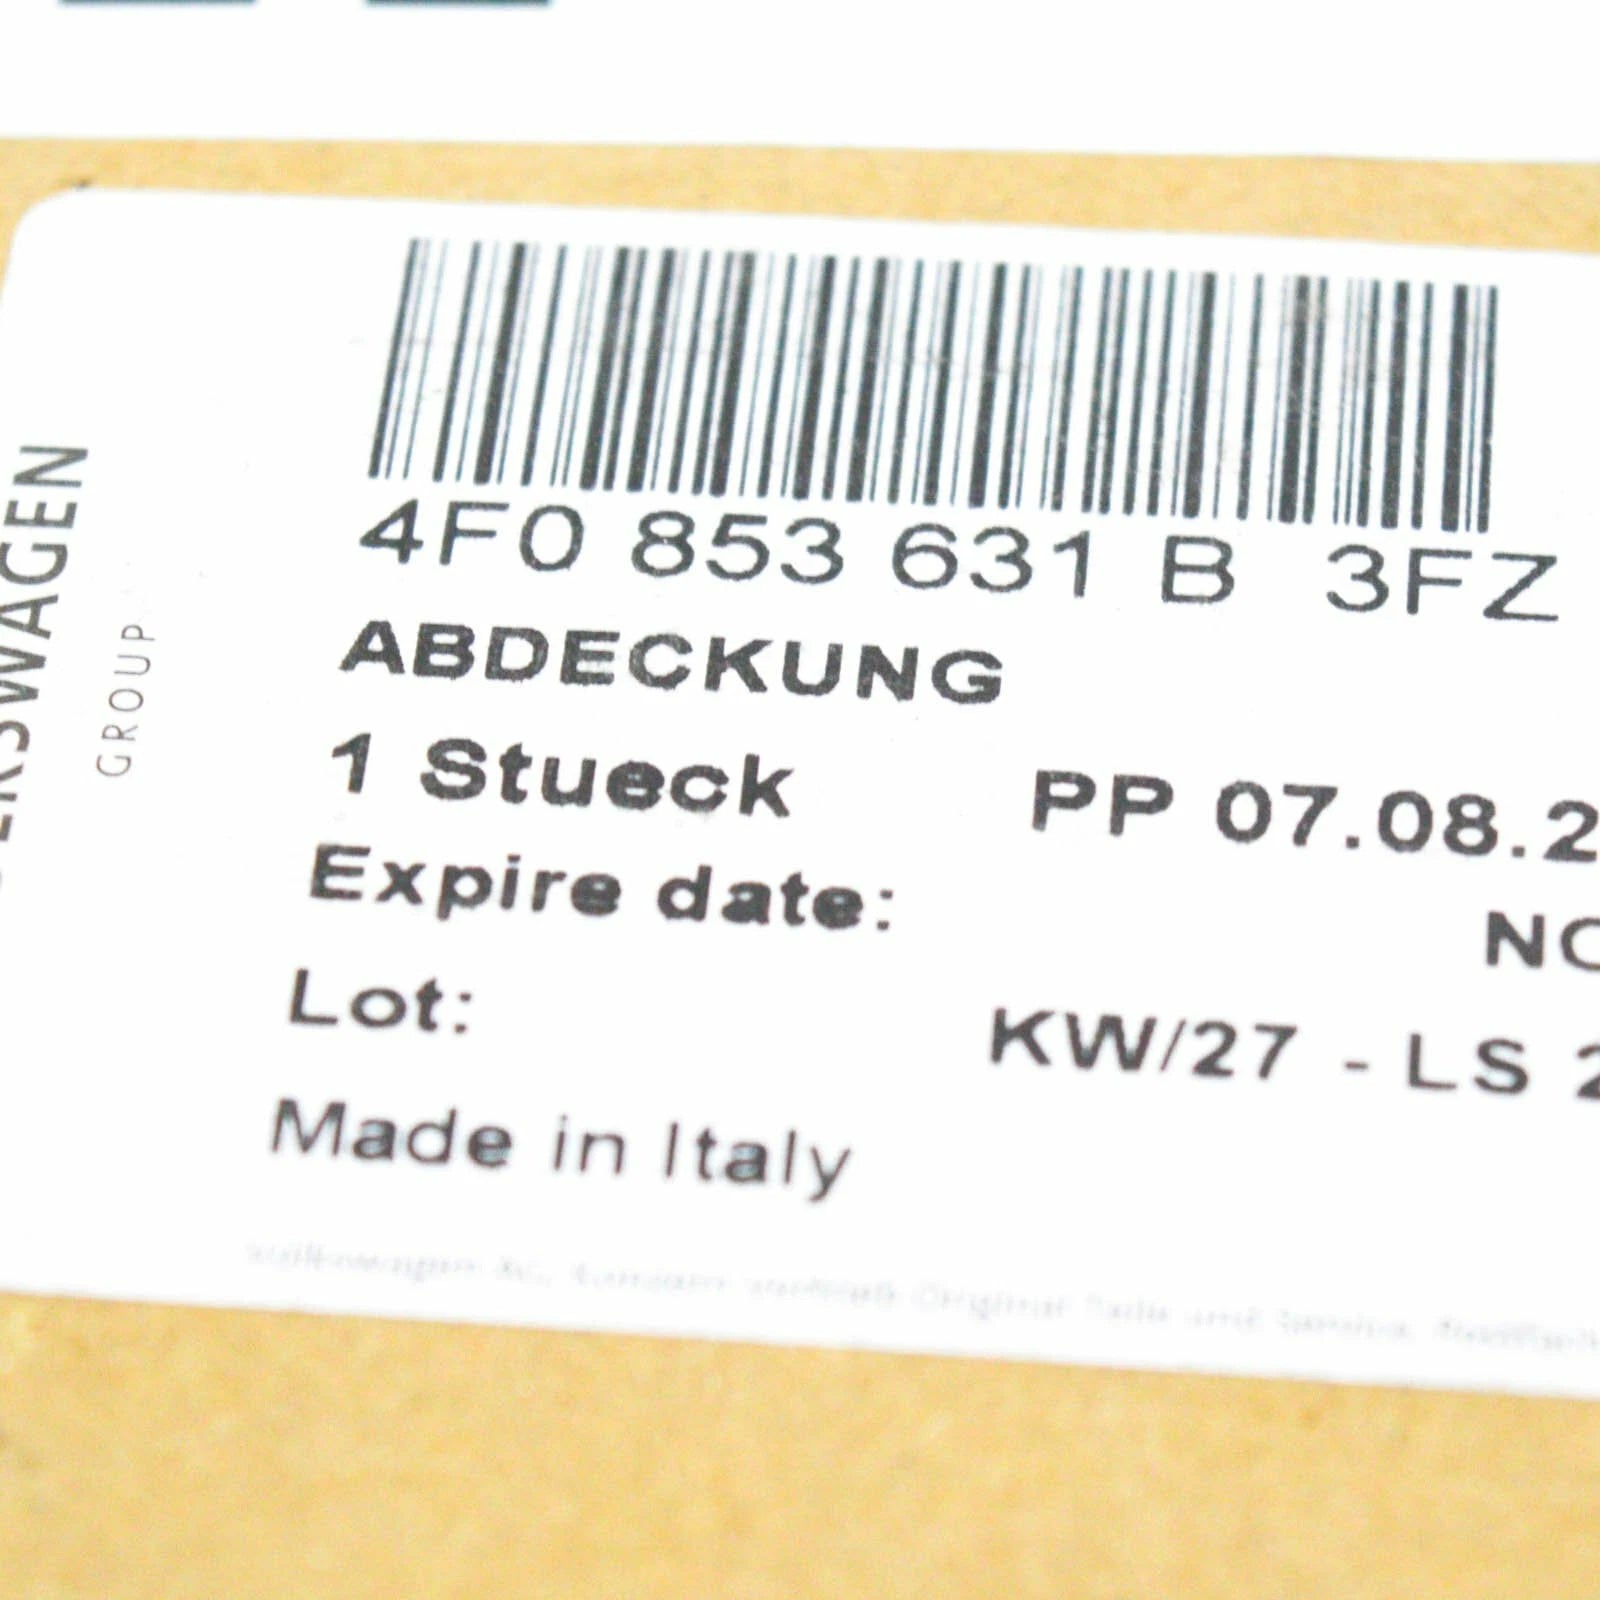 GROUP
4F0 853 631 B 3FZ
ABDECKUNG
1 Stueck PP 07.08.2
Expire date: NO
Lot: KW/27 - LS 2
Made in Italy